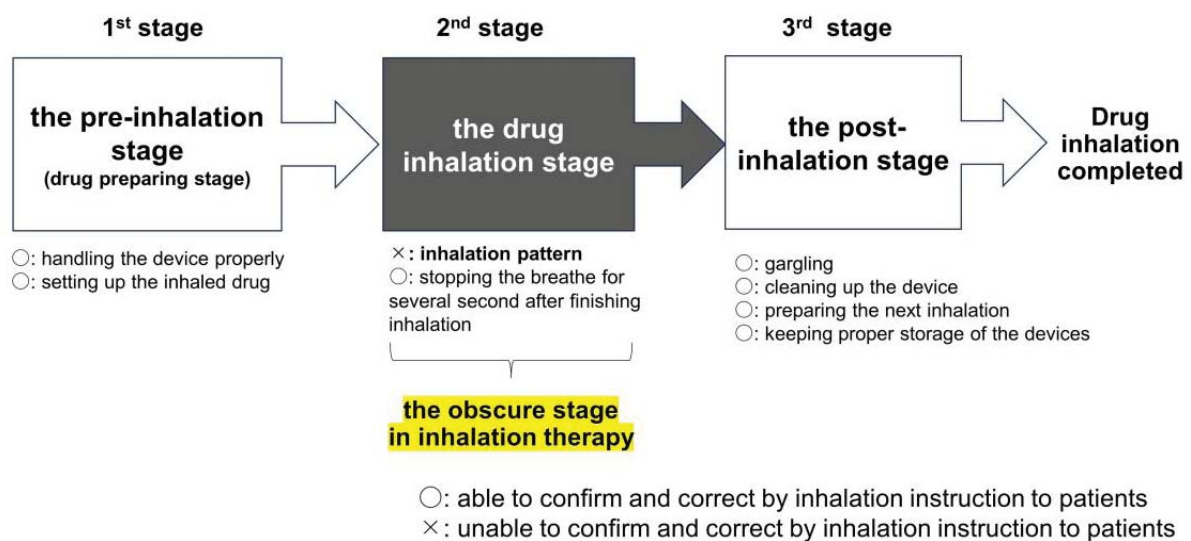 1st stage
2nd stage
3rd stage
the pre-inhalation
stage
(drug preparing stage)
the drug
inhalation stage
the post-
inhalation stage
Drug
inhalation
completed
○: handling the device properly
○: setting up the inhaled drug
×: inhalation pattern
○: stopping the breathe for
several second after finishing
inhalation
○: gargling
○: cleaning up the device
○: preparing the next inhalation
○: keeping proper storage of the devices
the obscure stage
in inhalation therapy
○: able to confirm and correct by inhalation instruction to patients
×: unable to confirm and correct by inhalation instruction to patients